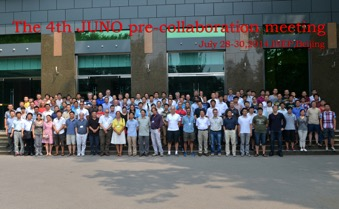 The 4th JUNO pre-collaboration meeting
July 28-30,